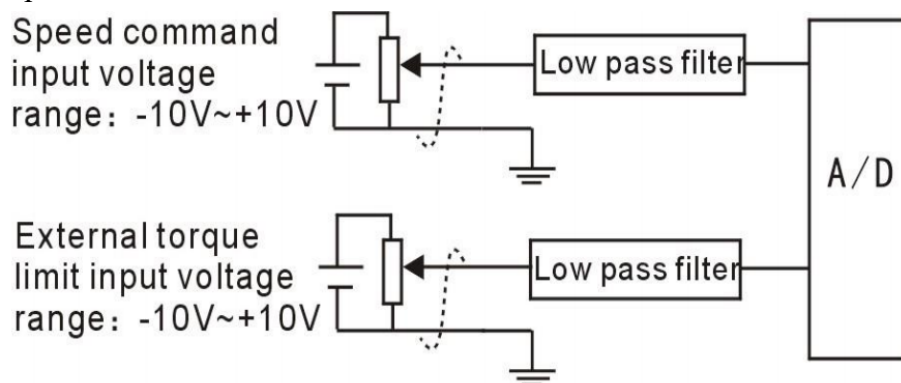 Speed command
input voltage
range: -10V~+10V
Low pass filter
A/D
External torque
limit input voltage
range: -10V~+10V
Low pass filter